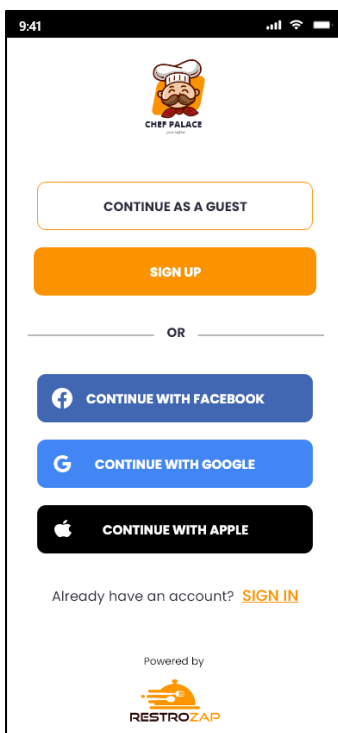 9:41
CHEF PALACE
CONTINUE AS A GUEST
SIGN UP
OR
CONTINUE WITH FACEBOOK
G CONTINUE WITH GOOGLE
CONTINUE WITH APPLE
Already have an account? SIGN IN
Powered by
RESTROZAP